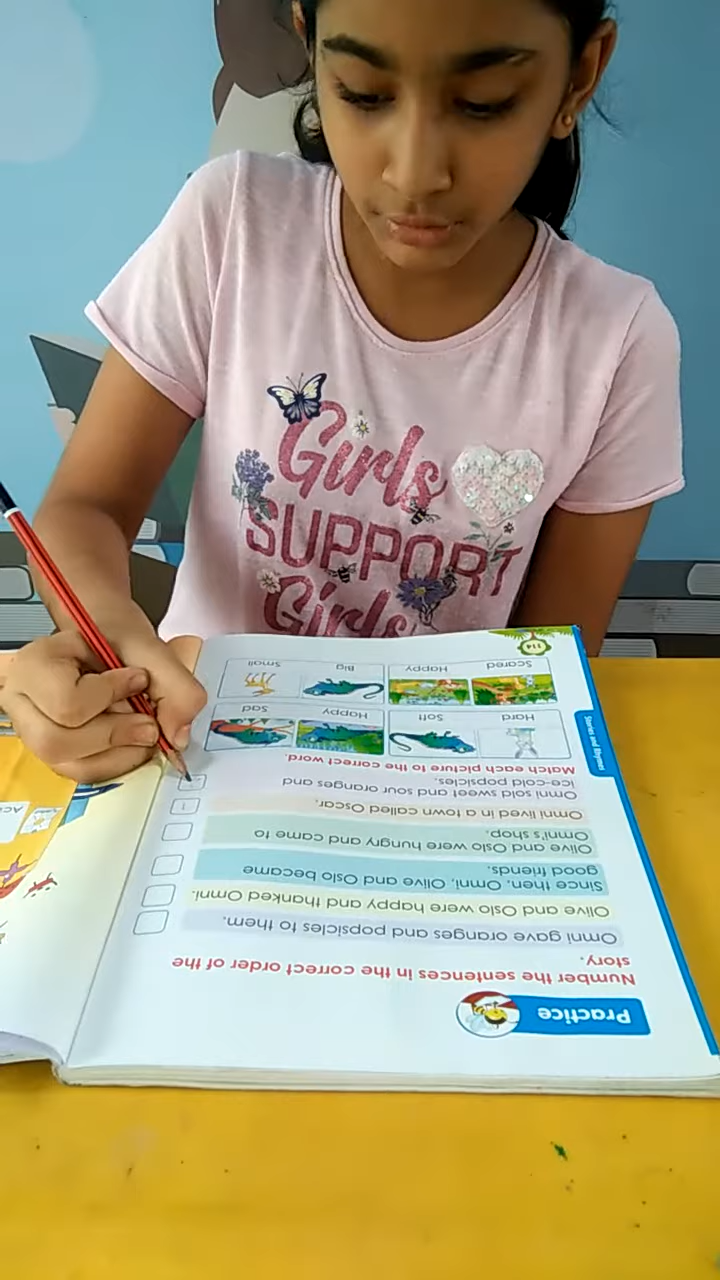 Girls
SUPPORT
Girls
Practice
Number the sentences in the correct order of the
story.
Omni gave oranges and popsicles to them.
Olive and Oslo were happy and thanked Omni.
Since then, Omni, Olive and Oslo became
good friends.
Olive and Oslo were hungry and came to
Omni's shop.
Omni lived in a town called Oscar.
Omni sold sweet and sour oranges and
ice-cold popsicles.
Match each picture to the correct word.
Hard Soft Happy Sad
Scared Happy Big Small
114
Stories and Rhymes